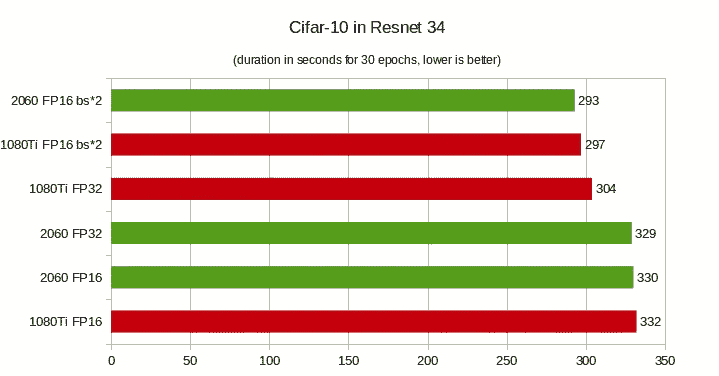 Cifar-10 in Resnet 34
(duration in seconds for 30 epochs, lower is better)
2060 FP16 bs*2 293
1080Ti FP16 bs*2 297
1080Ti FP32 304
2060 FP32 329
2060 FP16 330
1080Ti FP16 332
0 50 100 150 200 250 300 350